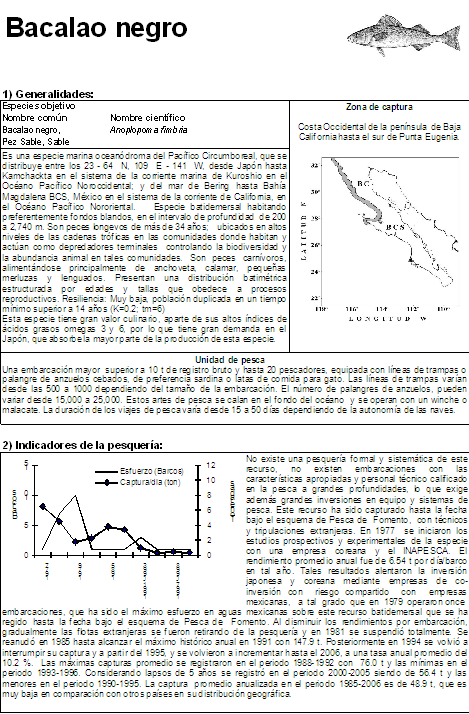 Bacalao negro
1) Generalidades:
Especies objetivo
Nombre común Nombre científico
Bacalao negro, Anoplopoma fimbria
Pez Sable, Sable
Es una especie marina oceanódroma del Pacífico Circumboreal, que se
distribuye entre los 23 - 64 N, 109 E - 141 W, desde Japón hasta
Kamchackta en el sistema de la corriente marina de Kuroshio en el
Océano Pacífico Noroccidental; y del mar de Bering hasta Bahía
Magdalena BCS, México en el sistema de la corriente de California, en
el Océano Pacífico Nororiental. Especie batidemersal habitando
preferentemente fondos blandos, en el intervalo de profundidad de 200
a 2,740 m. Son peces longevos de más de 34 años; ubicados en altos
niveles de las cadenas tróficas en las comunidades donde habitan y
actúan como depredadores terminales controlando la biodiversidad y
la abundancia animal en tales comunidades. Son peces carnívoros,
alimentándose principalmente de anchoveta, calamar, pequeñas
merluzas y lenguados. Presentan una distribución batimétrica
estructurada por edades y tallas que obedece a procesos
reproductivos. Resiliencia: Muy baja, población duplicada en un tiempo
mínimo superior a 14 años (K=0.2; tm=6)
Esta especie tiene gran valor culinario, aparte de sus altos índices de
ácidos grasos omegas 3 y 6, por lo que tiene gran demanda en el
Japón, que absorbe la mayor parte de la producción de esta especie.
Zona de captura
Costa Occidental de la península de Baja
California hasta el sur de Punta Eugenia.
32°
30
28
26
24
22°
BC
BCS
LATITUD N
118° 116° 114° 112° 110°
LONGITUD W
Unidad de pesca
Una embarcación mayor superior a 10 t de registro bruto y hasta 20 pescadores, equipada con líneas de trampas o
palangre de anzuelos cebados, de preferencia sardina o latas de comida para gato. Las líneas de trampas varían
desde las 500 a 1000 dependiendo del tamaño de la embarcación. El número de palangres de anzuelos, pueden
variar desde 15,000 a 25,000. Estos artes de pesca se calan en el fondo del océano y se operan con un winche o
malacate. La duración de los viajes de pesca varía desde 15 a 50 días dependiendo de la autonomía de las naves.
2) Indicadores de la pesquería:
Esfuerzo (Barcos)
Captura/día (ton)
12
10
8
6
4
2
0
No existe una pesquería formal y sistemática de este
recurso, no existen embarcaciones con las
características apropiadas y personal técnico calificado
en la pesca a grandes profundidades, lo que exige
además grandes inversiones en equipo y sistemas de
pesca. Este recurso ha sido capturado hasta la fecha
bajo el esquema de Pesca de Fomento, con técnicos
y tripulaciones extranjeras. En 1977 se iniciaron los
estudios prospectivos y experimentales de la especie
con una empresa coreana y el INAPESCA. El
rendimiento promedio anual fue de 6.54 t por día/barco
en tal año. Tales resultados alentaron la inversión
japonesa y coreana mediante empresas de co-
inversión con riesgo compartido con empresas
mexicanas, a tal grado que en 1979 operaron once
embarcaciones, que ha sido el máximo esfuerzo en aguas mexicanas sobre este recurso batidemersal que se ha
regido hasta la fecha bajo el esquema de Pesca de Fomento. Al disminuir los rendimientos por embarcación,
gradualmente las flotas extranjeras se fueron retirando de la pesquería y en 1981 se suspendió totalmente. Se
reanudó en 1985 hasta alcanzar el máximo histórico anual en 1991 con 147.9 t. Posteriormente en 1994 se volvió a
interrumpir su captura y a partir del 1995, y se volvieron a incrementar hasta el 2006, a una tasa anual promedio del
10.2 %. Las máximas capturas promedio se registraron en el periodo 1988-1992 con 76.0 t y las mínimas en el
periodo 1993-1996. Considerando lapsos de 5 años se registró en el periodo 2000-2005 siendo de 56.4 t y las
menores en el periodo 1990-1995. La captura promedio anualizada en el periodo 1985-2006 es de 48.9 t, que es
muy baja en comparación con otros países en su distribución geográfica.